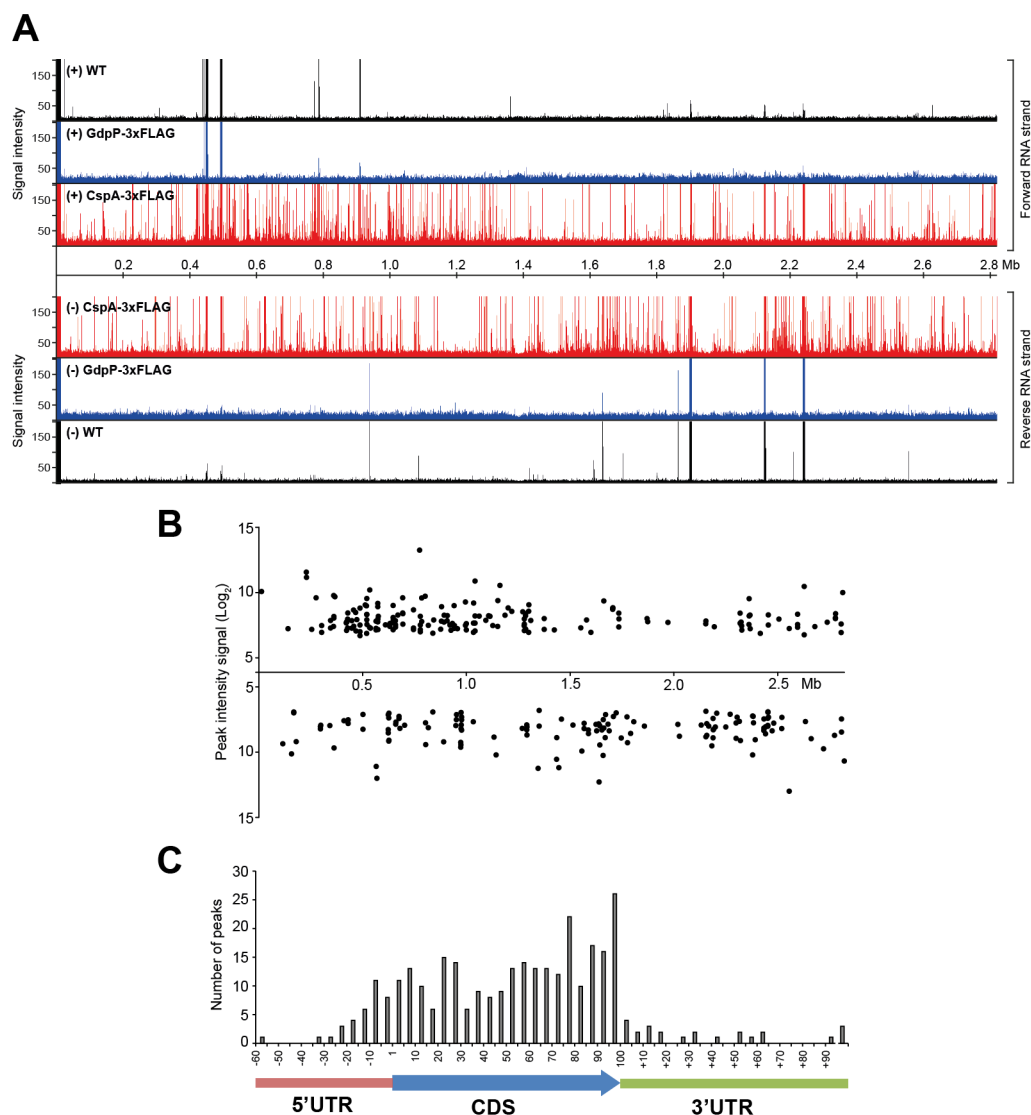 A
Signal intensity
150
50
(+) WT
150
50
(+) GdpP-3xFLAG
150
50
(+) CspA-3xFLAG
Forward RNA strand
0.2 0.4 0.6 0.8 1.0 1.2 1.4 1.6 1.8 2.0 2.2 2.4 2.6 2.8 Mb
Signal intensity
150
50
(-) CspA-3xFLAG
150
50
(-) GdpP-3xFLAG
150
50
(-) WT
Reverse RNA strand
B
Peak intensity signal (Log2)
15
10
5
0.5 1.0 1.5 2.0 2.5 Mb
5
10
15
C
Number of peaks
30
25
20
15
10
5
0
-60 -50 -40 -30 -20 -10 1 10 20 30 40 50 60 70 80 90 100 +10 +20 +30 +40 +50 +60 +70 +80 +90
5'UTR CDS 3'UTR